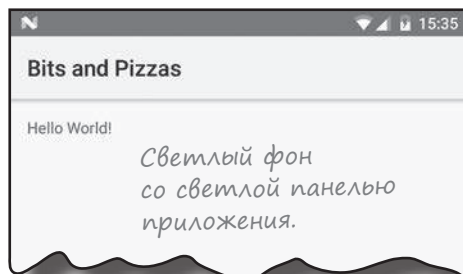 15:35
Bits and Pizzas
Hello World!
Светлый фон
со светлой панелью
приложения.